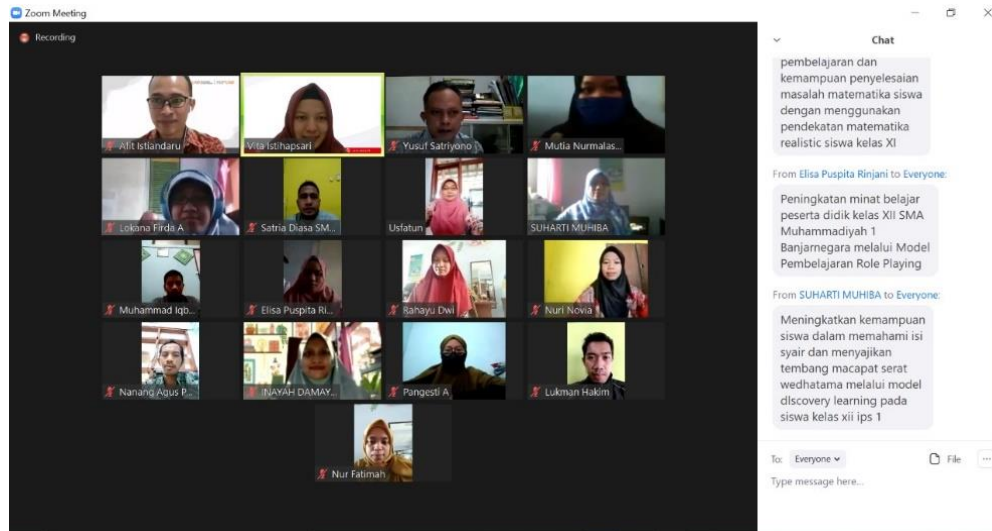 Zoom Meeting
Recording
Afit Istiandaru
Vita Istihapsari
Yusuf Satriyono
Mutia Nurmalas...
Lokana Firda A
Satria Diasa SM...
Usfatun
SUHARTI MUHIBA
Muhammad Iqb...
Elisa Puspita Ri...
Rahayu Dwi
Nuri Novia
Nanang Agus P...
INAYAH DAMAY...
Pangesti A
Lukman Hakim
Nur Fatimah
Chat
pembelajaran dan
kemampuan penyelesaian
masalah matematika siswa
dengan menggunakan
pendekatan matematika
realistic siswa kelas XI
From Elisa Puspita Rinjani to Everyone:
Peningkatan minat belajar
peserta didik kelas XII SMA
Muhammadiyah 1
Banjarnegara melalui Model
Pembelajaran Role Playing
From SUHARTI MUHIBA to Everyone:
Meningkatkan kemampuan
siswa dalam memahami isi
syair dan menyajikan
tembang macapat serat
wedhatama melalui model
dIscovery learning pada
siswa kelas xii ips 1
To: Everyone
File
Type message here...